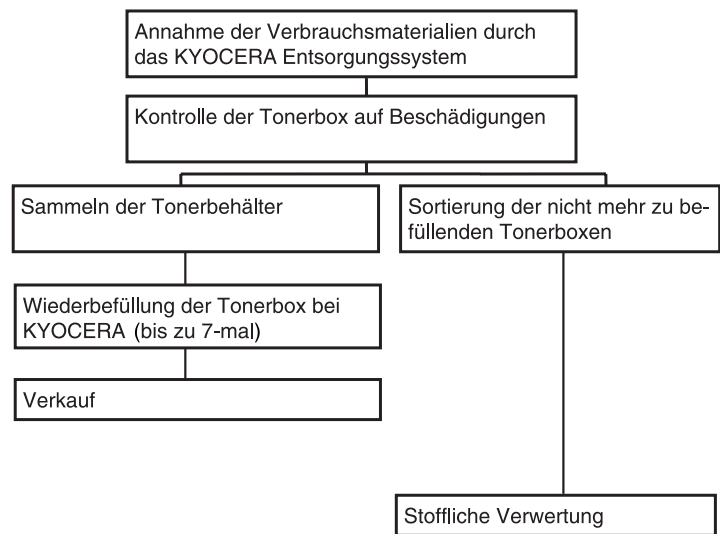 Annahme der Verbrauchsmaterialien durch
das KYOCERA Entsorgungssystem
Kontrolle der Tonerbox auf Beschädigungen
Sammeln der Tonerbehälter
Sortierung der nicht mehr zu be-
füllenden Tonerboxen
Wiederbefüllung der Tonerbox bei
KYOCERA (bis zu 7-mal)
Verkauf
Stoffliche Verwertung